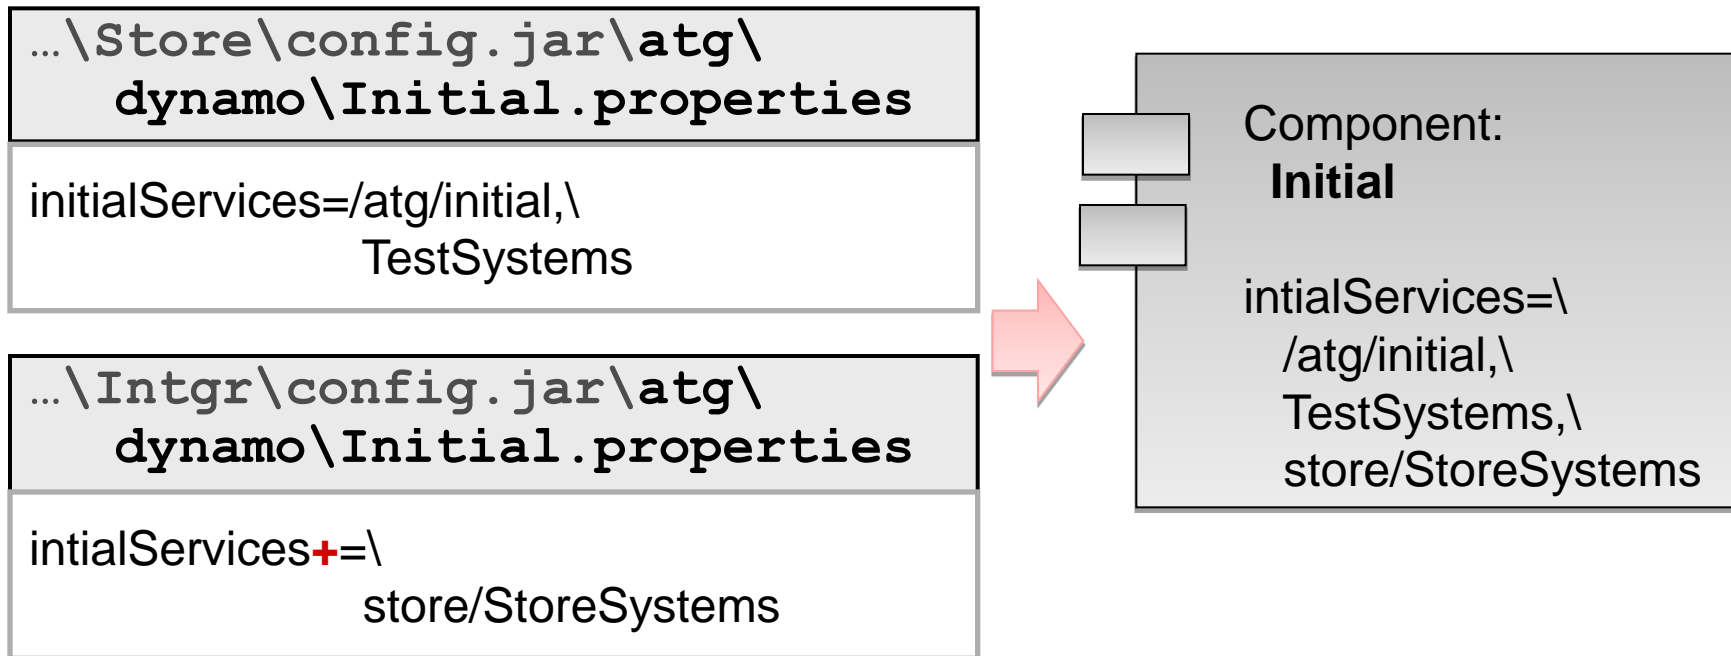 …\Store\config.jar\atg\
dynamo\Initial.properties
initialServices=/atg/initial,\
TestSystems
…\Intgr\config.jar\atg\
dynamo\Initial.properties
intialServices+=\
store/StoreSystems
Component:
Initial
intialServices=\
/atg/initial,\
TestSystems,\
store/StoreSystems